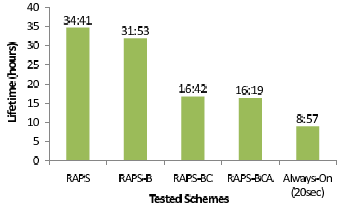 40
35
30
25
20
15
10
5
0
Lifetime (hours)
34:41
31:53
16:42
16:19
8:57
RAPS
RAPS-B
RAPS-BC
RAPS-BCA
Always-On
(20sec)
Tested Schemes